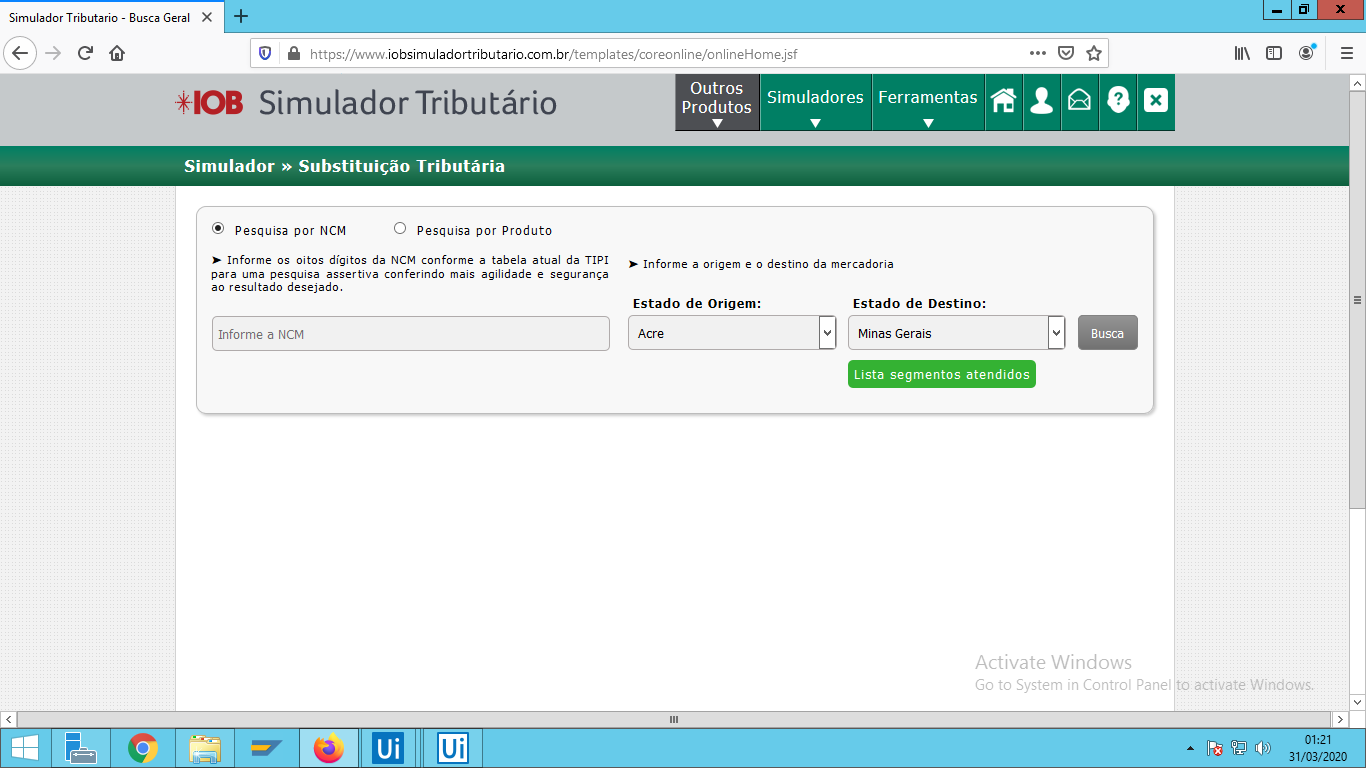 Simulador Tributario - Busca Geral
https://www.iobsimuladortributario.com.br/templates/coreonline/onlineHome.jsf
IOB Simulador Tributário
Outros Produtos
Simuladores
Ferramentas
Simulador » Substituição Tributária
Pesquisa por NCM
Pesquisa por Produto
➤ Informe os oitos dígitos da NCM conforme a tabela atual da TIPI
para uma pesquisa assertiva conferindo mais agilidade e segurança
ao resultado desejado.
➤ Informe a origem e o destino da mercadoria
Estado de Origem:
Estado de Destino:
Informe a NCM
Acre
Minas Gerais
Busca
Lista segmentos atendidos
Activate Windows
Go to System in Control Panel to activate Windows.
Ui
Ui
01:21
31/03/2020